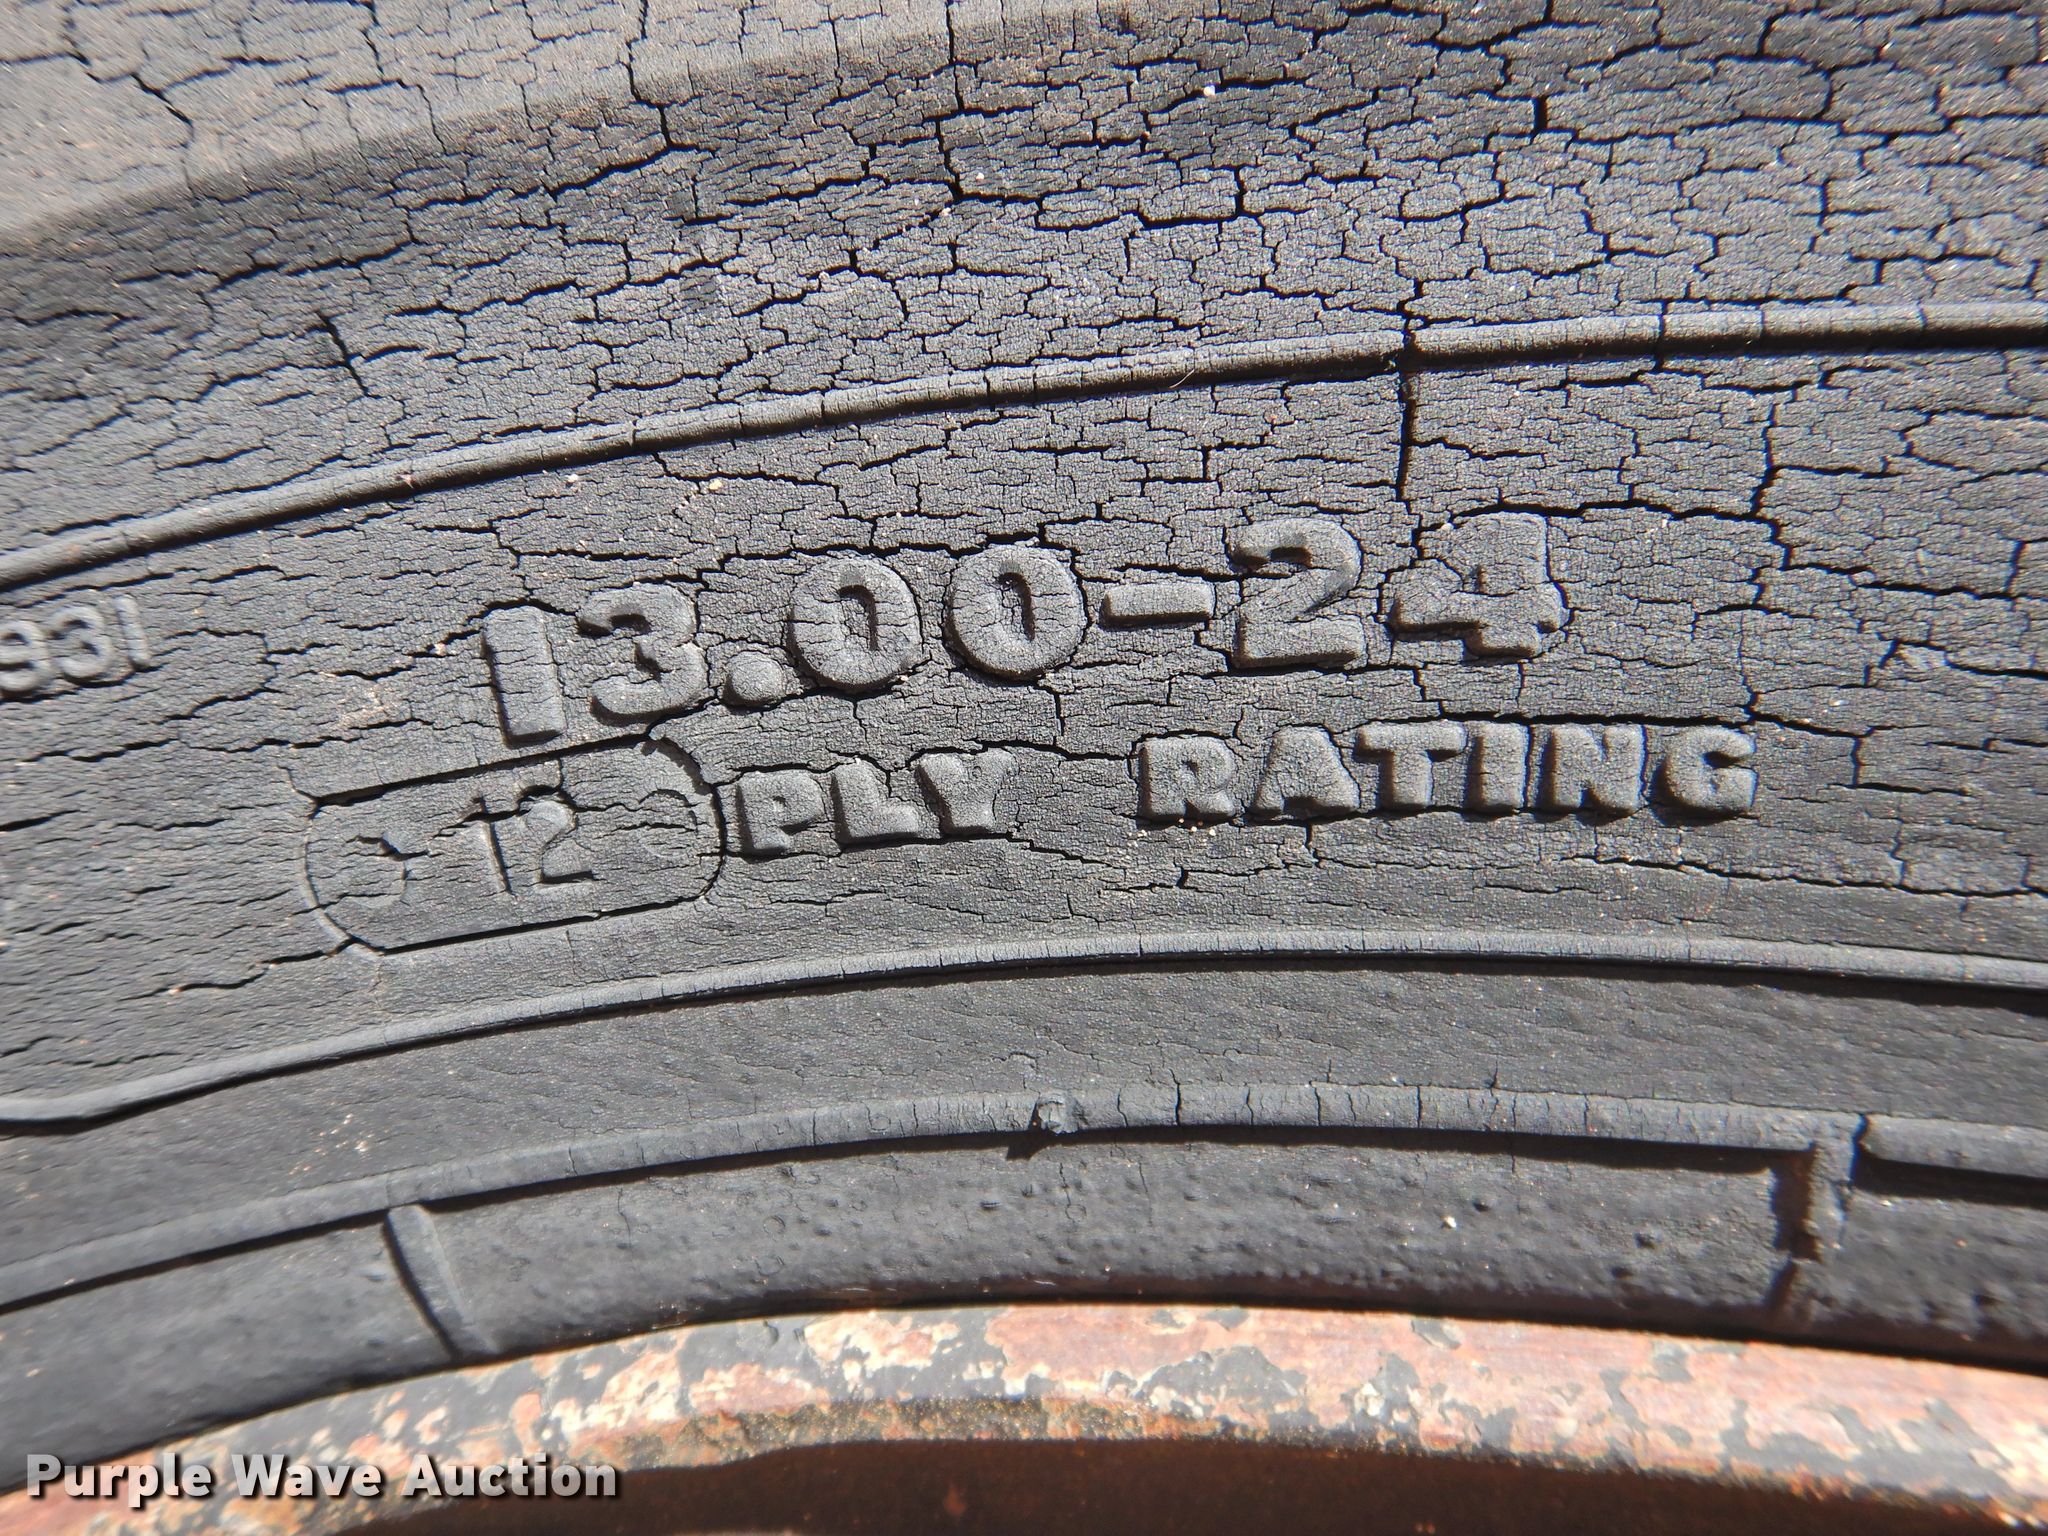 931
13.00-24
12 PLY RATING
Purple Wave Auction